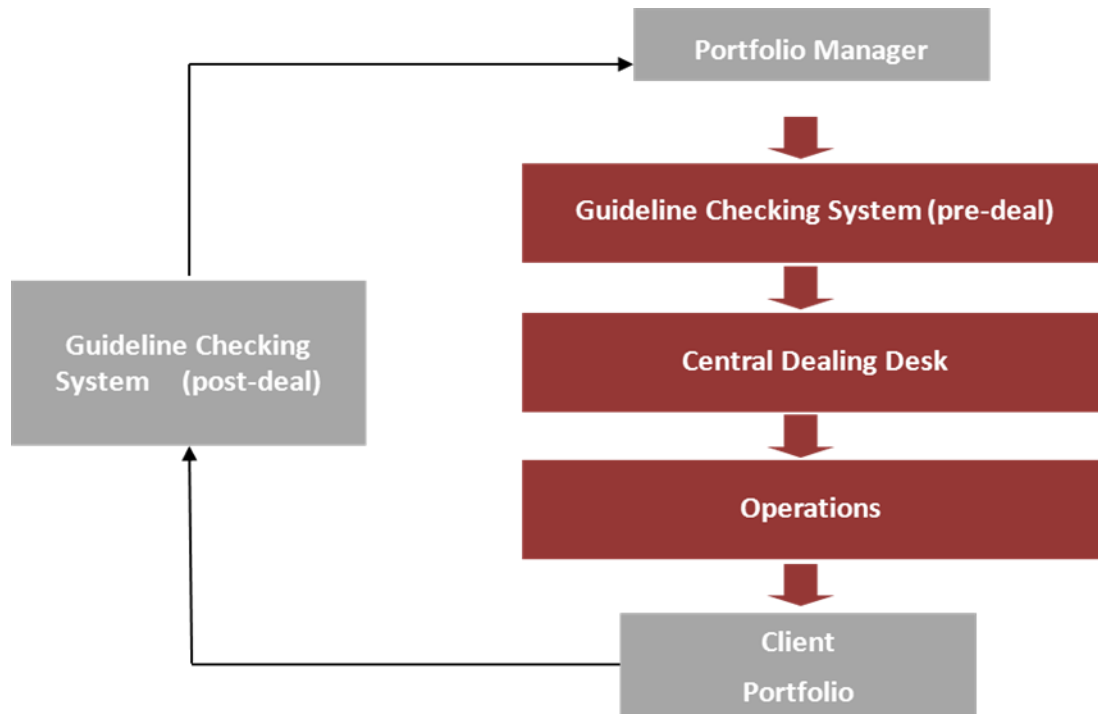 Portfolio Manager
Guideline Checking System (pre-deal)
Central Dealing Desk
Operations
Client
Portfolio
Guideline Checking
System (post-deal)